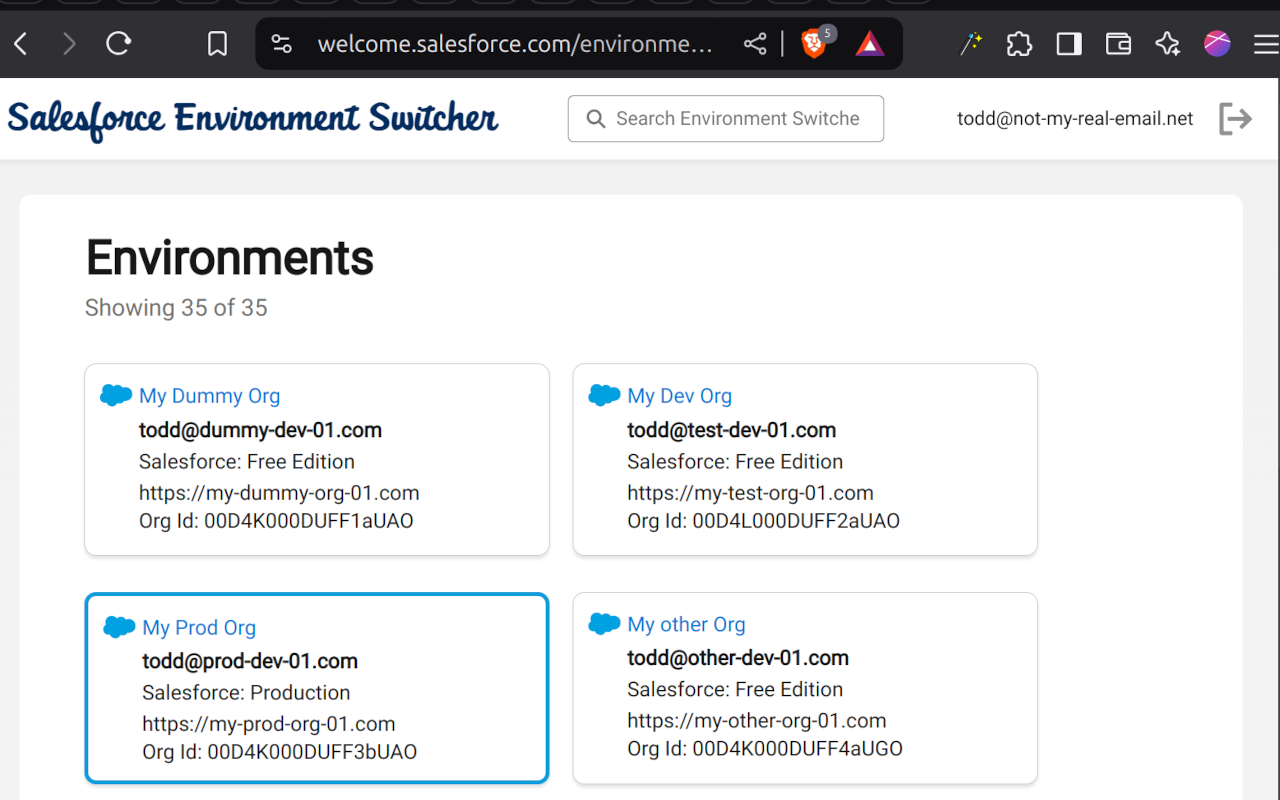 welcome.salesforce.com/environme...
5
Salesforce Environment Switcher
Search Environment Switche
todd@not-my-real-email.net
Environments
Showing 35 of 35
My Dummy Org
todd@dummy-dev-01.com
Salesforce: Free Edition
https://my-dummy-org-01.com
Org Id: 00D4K000DUFF1aUAO
My Dev Org
todd@test-dev-01.com
Salesforce: Free Edition
https://my-test-org-01.com
Org Id: 00D4L000DUFF2aUAO
My Prod Org
todd@prod-dev-01.com
Salesforce: Production
https://my-prod-org-01.com
Org Id: 00D4K000DUFF3bUAO
My other Org
todd@other-dev-01.com
Salesforce: Free Edition
https://my-other-org-01.com
Org Id: 00D4K000DUFF4aUGO